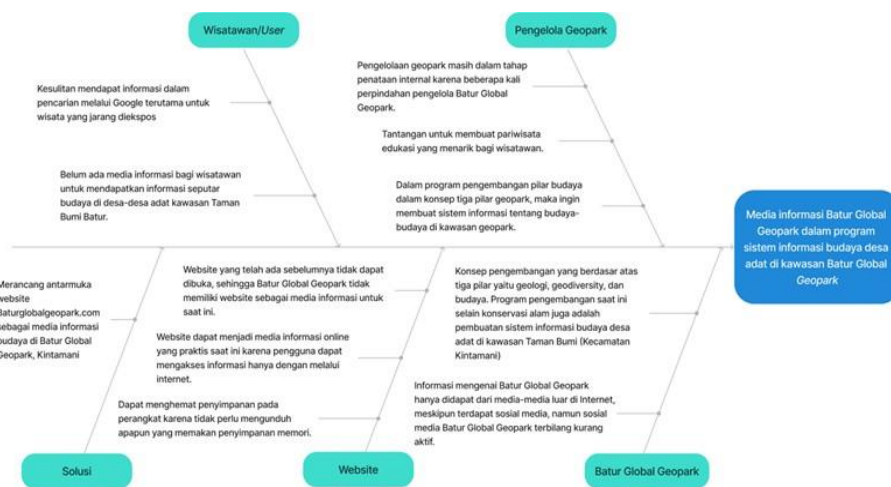 Wisatawan/User
Pengelola Geopark
Kesulitan mendapat informasi dalam
pencarian melalui Google terutama untuk
wisata yang jarang diekspos
Belum ada media informasi bagi wisatawan
untuk mendapatkan informasi seputar
budaya di desa-desa adat kawasan Taman
Bumi Batur.
Pengelolaan geopark masih dalam tahap
penataan internal karena beberapa kali
perpindahan pengelola Batur Global
Geopark.
Tantangan untuk membuat pariwisata
edukasi yang menarik bagi wisatawan.
Dalam program pengembangan pilar budaya
dalam konsep tiga pilar geopark, maka ingin
membuat sistem informasi tentang budaya-
budaya di kawasan geopark.
Media informasi Batur Global
Geopark dalam program
sistem informasi budaya desa
adat di kawasan Batur Global
Geopark
Merancang antarmuka
website
Baturglobalgeopark.com
sebagai media informasi
budaya di Batur Global
Geopark, Kintamani
Website yang telah ada sebelumnya tidak dapat
dibuka, sehingga Batur Global Geopark tidak
memiliki website sebagai media informasi untuk
saat ini.
Website dapat menjadi media informasi online
yang praktis saat ini karena pengguna dapat
mengakses informasi hanya dengan melalui
internet.
Dapat menghemat penyimpanan pada
perangkat karena tidak perlu mengunduh
apapun yang memakan penyimpanan memori.
Konsep pengembangan yang berdasar atas
tiga pilar yaitu geologi, geodiversity, dan
budaya. Program pengembangan saat ini
selain konservasi alam juga adalah
pembuatan sistem informasi budaya desa
adat di kawasan Taman Bumi (Kecamatan
Kintamani)
Informasi mengenai Batur Global Geopark
hanya didapat dari media-media luar di Internet,
meskipun terdapat sosial media, namun sosial
media Batur Global Geopark terbilang kurang
aktif.
Solusi
Website
Batur Global Geopark